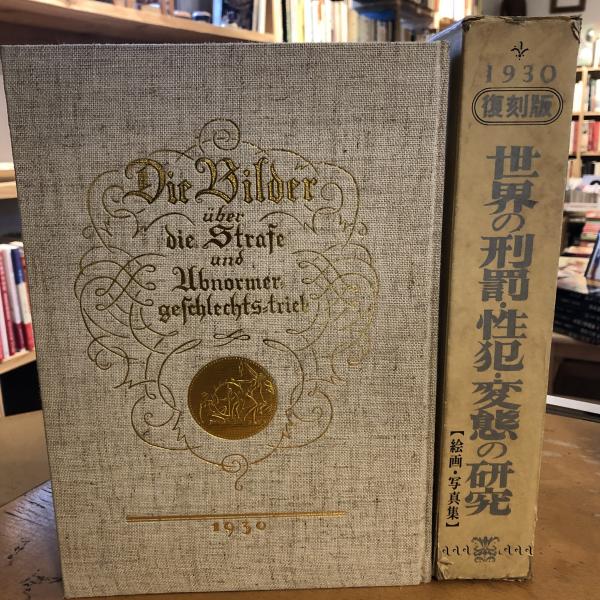 Die Bilder
über
die Strafe
und
Abnormer
geschlechts=trieb
1930
1930
復刻版
世界の刑罰・性犯・変態の研究
【絵画・写真集】